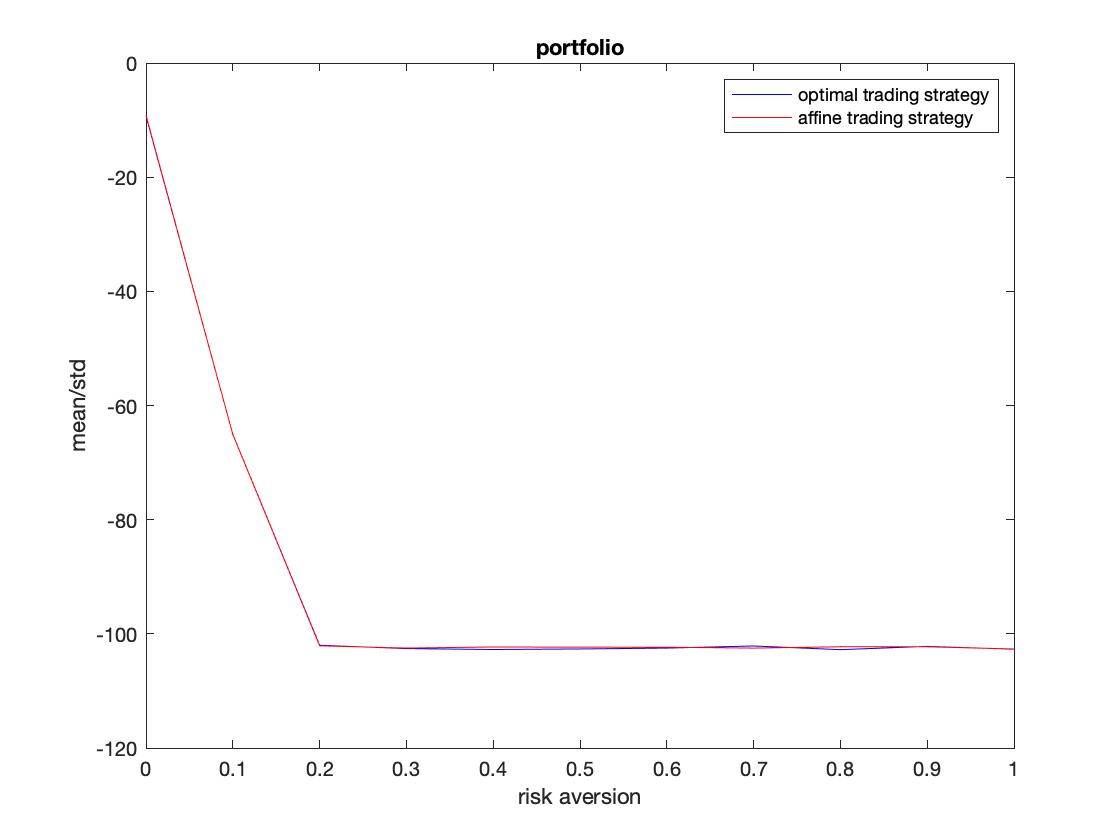 portfolio
optimal trading strategy
affine trading strategy
mean/std
0
-20
-40
-60
-80
-100
-120
0 0.1 0.2 0.3 0.4 0.5 0.6 0.7 0.8 0.9 1
risk aversion